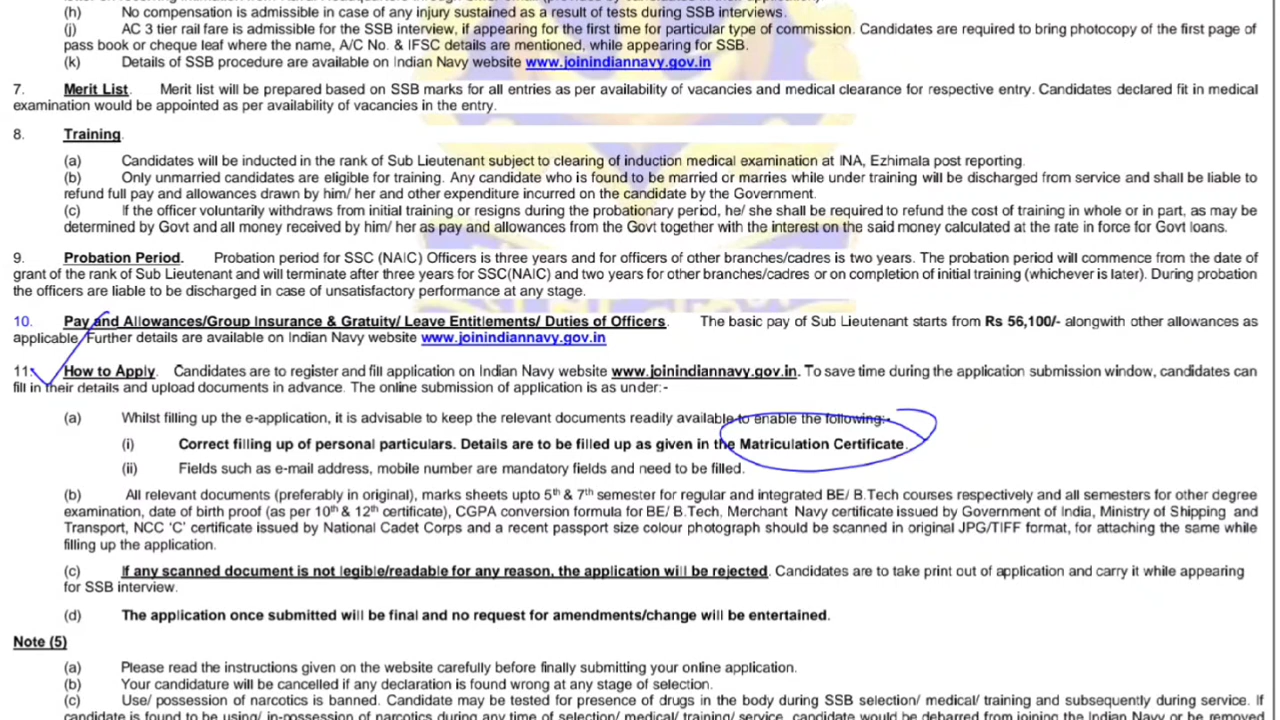 (h) No compensation is admissible in case of any injury sustained as a result of tests during SSB interviews.
(j) AC 3 tier rail fare is admissible for the SSB interview, if appearing for the first time for particular type of commission. Candidates are required to bring photocopy of the first page of
pass book or cheque leaf where the name, A/C No. & IFSC details are mentioned, while appearing for SSB.
(k) Details of SSB procedure are available on Indian Navy website www.joinindiannavy.gov.in
7. Merit List. Merit list will be prepared based on SSB marks for all entries as per availability of vacancies and medical clearance for respective entry. Candidates declared fit in medical
examination would be appointed as per availability of vacancies in the entry.
8. Training.
(a) Candidates will be inducted in the rank of Sub Lieutenant subject to clearing of induction medical examination at INA, Ezhimala post reporting.
(b) Only unmarried candidates are eligible for training. Any candidate who is found to be married or marries while under training will be discharged from service and shall be liable to
refund full pay and allowances drawn by him/ her and other expenditure incurred on the candidate by the Government.
(c) If the officer voluntarily withdraws from initial training or resigns during the probationary period, he/ she shall be required to refund the cost of training in whole or in part, as may be
determined by Govt and all money received by him/ her as pay and allowances from the Govt together with the interest on the said money calculated at the rate in force for Govt loans.
9. Probation Period. Probation period for SSC (NAIC) Officers is three years and for officers of other branches/cadres is two years. The probation period will commence from the date of
grant of the rank of Sub Lieutenant and will terminate after three years for SSC(NAIC) and two years for other branches/cadres or on completion of initial training (whichever is later). During probation
the officers are liable to be discharged in case of unsatisfactory performance at any stage.
10. Pay and Allowances/Group Insurance & Gratuity/ Leave Entitlements/ Duties of Officers. The basic pay of Sub Lieutenant starts from Rs 56,100/- alongwith other allowances as
applicable. Further details are available on Indian Navy website www.joinindiannavy.gov.in
11. How to Apply. Candidates are to register and fill application on Indian Navy website www.joinindiannavy.gov.in. To save time during the application submission window, candidates can
fill in their details and upload documents in advance. The online submission of application is as under:-
(a) Whilst filling up the e-application, it is advisable to keep the relevant documents readily available to enable the following:-
(i) Correct filling up of personal particulars. Details are to be filled up as given in the Matriculation Certificate.
(ii) Fields such as e-mail address, mobile number are mandatory fields and need to be filled.
(b) All relevant documents (preferably in original), marks sheets upto 5th & 7th semester for regular and integrated BE/ B.Tech courses respectively and all semesters for other degree
examination, date of birth proof (as per 10th & 12th certificate), CGPA conversion formula for BE/ B.Tech, Merchant Navy certificate issued by Government of India, Ministry of Shipping and
Transport, NCC 'C' certificate issued by National Cadet Corps and a recent passport size colour photograph should be scanned in original JPG/TIFF format, for attaching the same while
filling up the application.
(c) If any scanned document is not legible/readable for any reason, the application will be rejected. Candidates are to take print out of application and carry it while appearing
for SSB interview.
(d) The application once submitted will be final and no request for amendments/change will be entertained.
Note (5)
(a) Please read the instructions given on the website carefully before finally submitting your online application.
(b) Your candidature will be cancelled if any declaration is found wrong at any stage of selection.
(c) Use/ possession of narcotics is banned. Candidate may be tested for presence of drugs in the body during SSB selection/ medical/ training and subsequently during service. If
candidate is found to be using/ in-possession of narcotics during any time of selection/ medical/ training/ service, candidate would be debarred from joining the Indian Navy or be removed